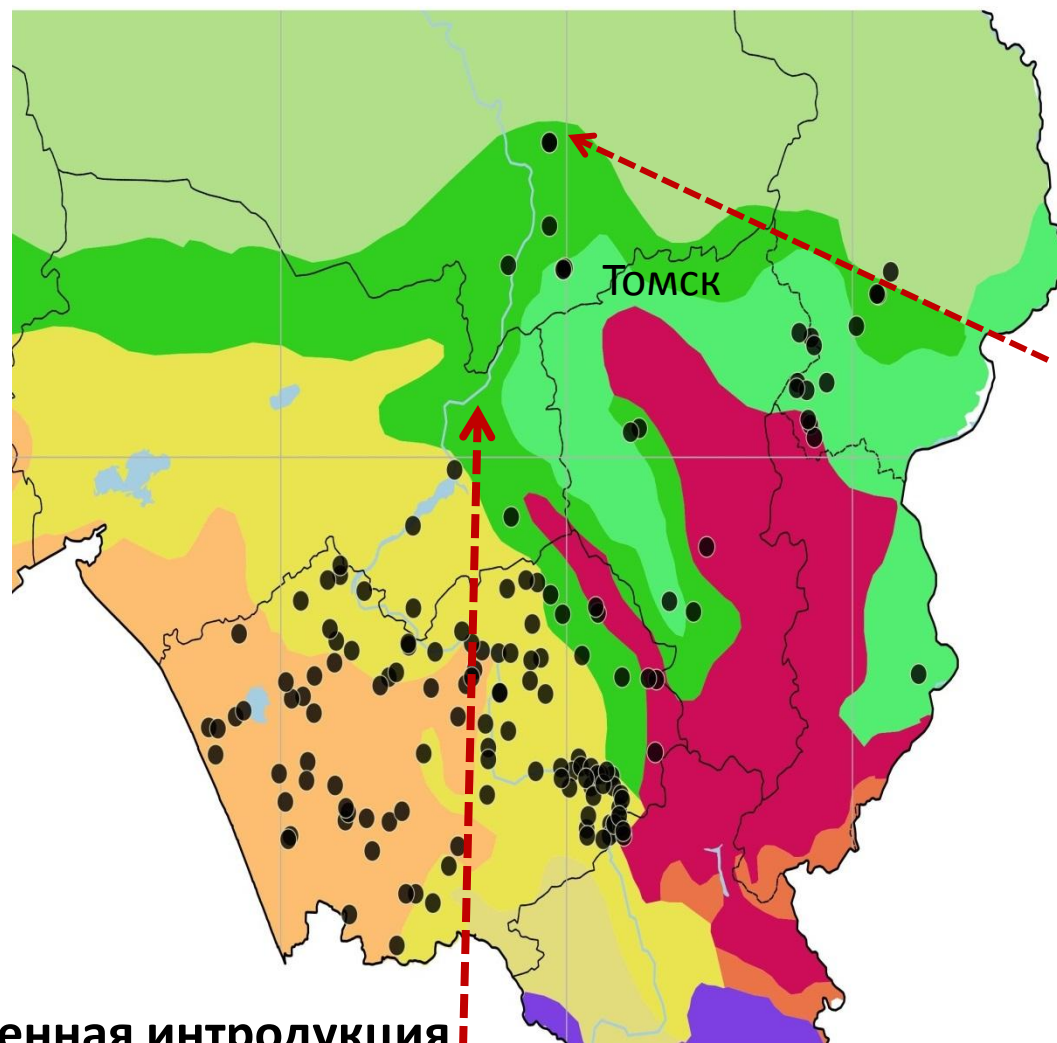 Томск
енная интродукция